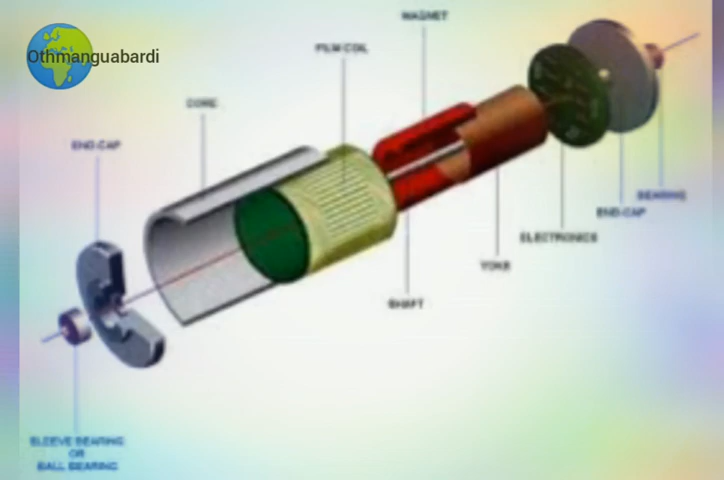 Othmanguabardi
MAGNET
FILM COIL
CORE
END-CAP
BEARING
END-CAP
ELECTRONICS
YOKE
SHAFT
SLEEVE BEARING
OR
BALL BEARING